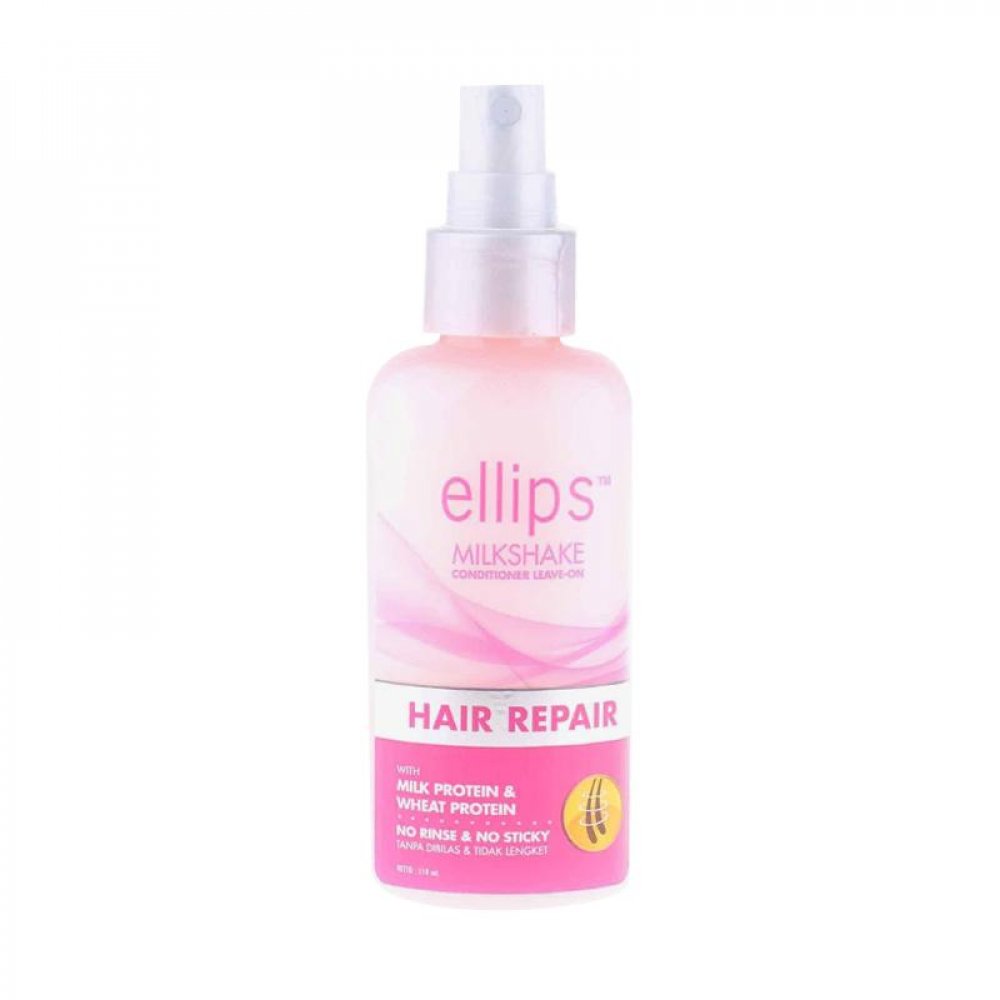 ellips™
MILKSHAKE
CONDITIONER LEAVE-ON
HAIR REPAIR
WITH
MILK PROTEIN &
WHEAT PROTEIN
NO RINSE & NO STICKY
TANPA DIBILAS & TIDAK LENGKET
NETTO